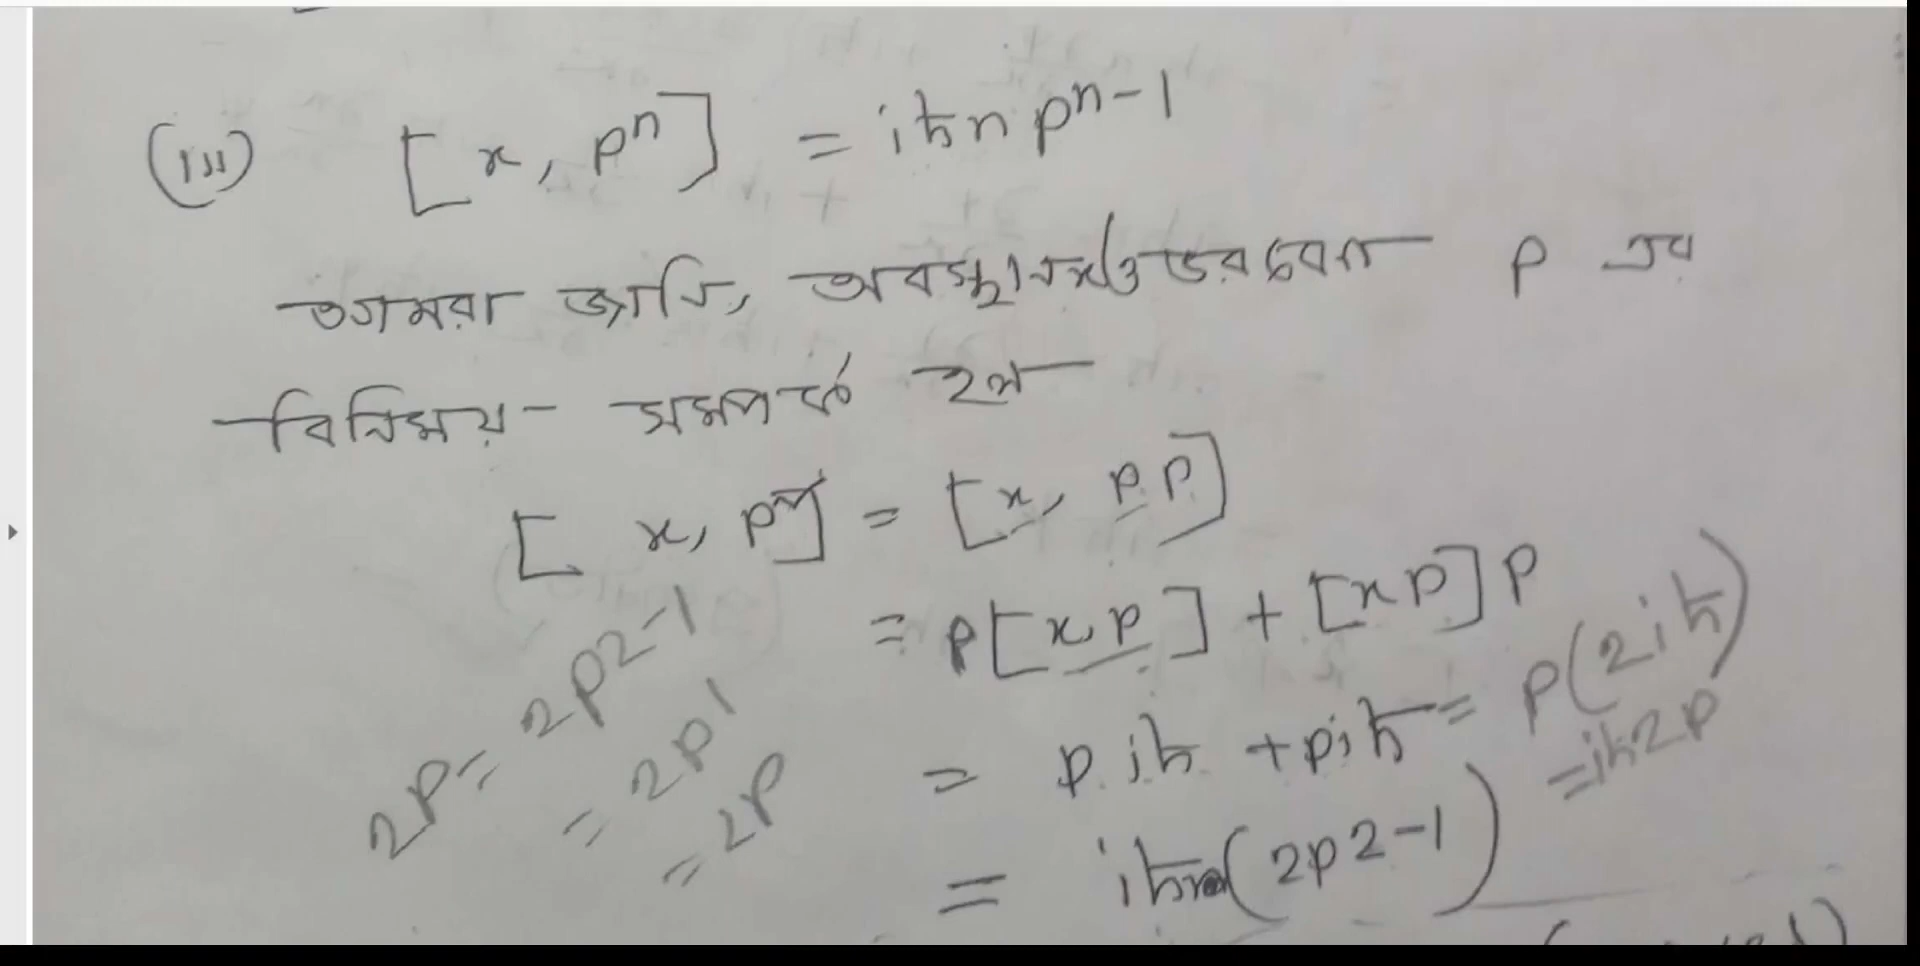 (iii) [x, pⁿ] = iħn pⁿ⁻¹
আমরা জানি, অবস্থান x ও ভরবেগ p এর
বিনিময় সম্পর্ক হল
[x, p²] = [x, p p]
= p[x, p] + [x p] p
= p iħ + p iħ = p(2iħ)
= iħ2p
= iħ(2p2-1)
2p = 2p2-1
= 2p1
= 2p